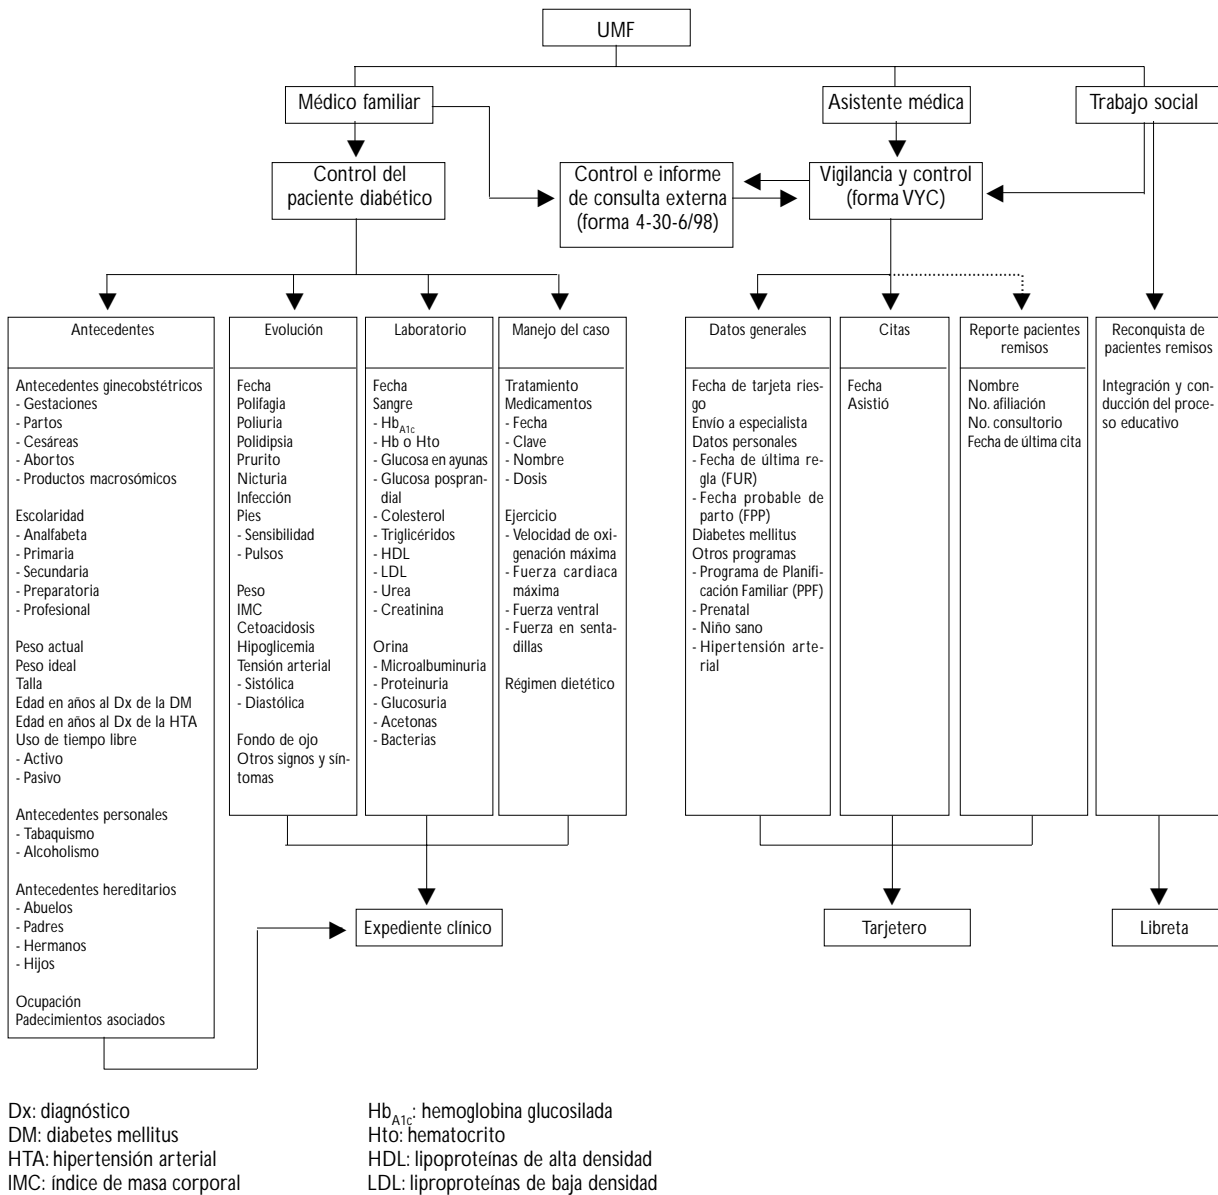 UMF
Médico familiar
Asistente médica
Trabajo social
Control del
paciente diabético
Control e informe
de consulta externa
(forma 4-30-6/98)
Vigilancia y control
(forma VYC)
Antecedentes
Antecedentes ginecobstétricos
- Gestaciones
- Partos
- Cesáreas
- Abortos
- Productos macrosómicos
Escolaridad
- Analfabeta
- Primaria
- Secundaria
- Preparatoria
- Profesional
Peso actual
Peso ideal
Talla
Edad en años al Dx de la DM
Edad en años al Dx de la HTA
Uso de tiempo libre
- Activo
- Pasivo
Antecedentes personales
- Tabaquismo
- Alcoholismo
Antecedentes hereditarios
- Abuelos
- Padres
- Hermanos
- Hijos
Ocupación
Padecimientos asociados
Evolución
Fecha
Polifagia
Poliuria
Polidipsia
Prurito
Nicturia
Infección
Pies
- Sensibilidad
- Pulsos
Peso
IMC
Cetoacidosis
Hipoglicemia
Tensión arterial
- Sistólica
- Diastólica
Fondo de ojo
Otros signos y sín-
tomas
Laboratorio
Fecha
Sangre
- HbA1c
- Hb o Hto
- Glucosa en ayunas
- Glucosa pospran-
dial
- Colesterol
- Triglicéridos
- HDL
- LDL
- Urea
- Creatinina
Orina
- Microalbuminuria
- Proteinuria
- Glucosuria
- Acetonas
- Bacterias
Manejo del caso
Tratamiento
Medicamentos
- Fecha
- Clave
- Nombre
- Dosis
Ejercicio
- Velocidad de oxi-
genación máxima
- Fuerza cardiaca
máxima
- Fuerza ventral
- Fuerza en senta-
dillas
Régimen dietético
Datos generales
Fecha de tarjeta ries-
go
Envío a especialista
Datos personales
- Fecha de última re-
gla (FUR)
- Fecha probable de
parto (FPP)
Diabetes mellitus
Otros programas
- Programa de Planifi-
cación Familiar (PPF)
- Prenatal
- Niño sano
- Hipertensión arte-
rial
Citas
Fecha
Asistió
Reporte pacientes
remisos
Nombre
No. afiliación
No. consultorio
Fecha de última cita
Reconquista de
pacientes remisos
Integración y con-
ducción del proce-
so educativo
Expediente clínico
Tarjetero
Libreta
Dx: diagnóstico
DM: diabetes mellitus
HTA: hipertensión arterial
IMC: índice de masa corporal
HbA1c: hemoglobina glucosilada
Hto: hematocrito
HDL: lipoproteínas de alta densidad
LDL: liproproteínas de baja densidad